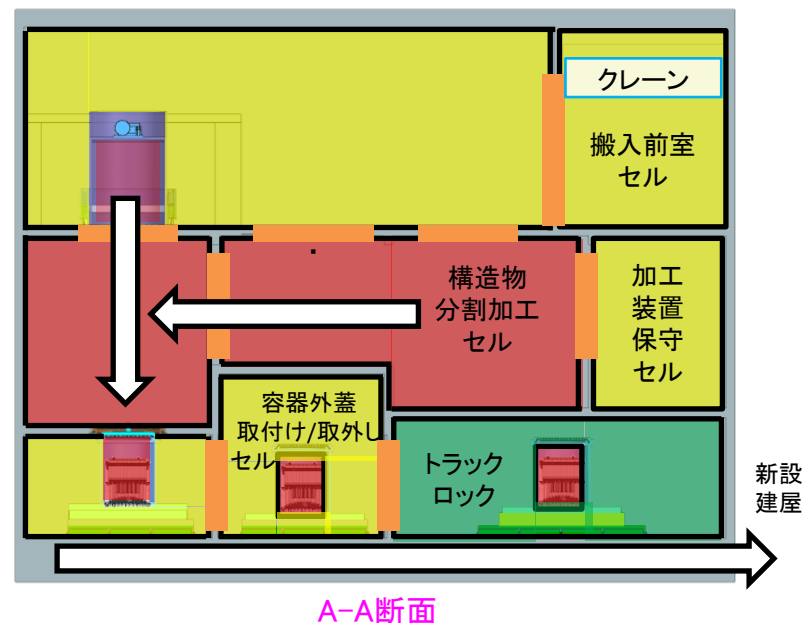 クレーン
搬入前室
セル
構造物
分割加工
セル
加工
装置
保守
セル
容器外蓋
取付け/取外し
セル
トラック
ロック
新設
建屋
A-A断面